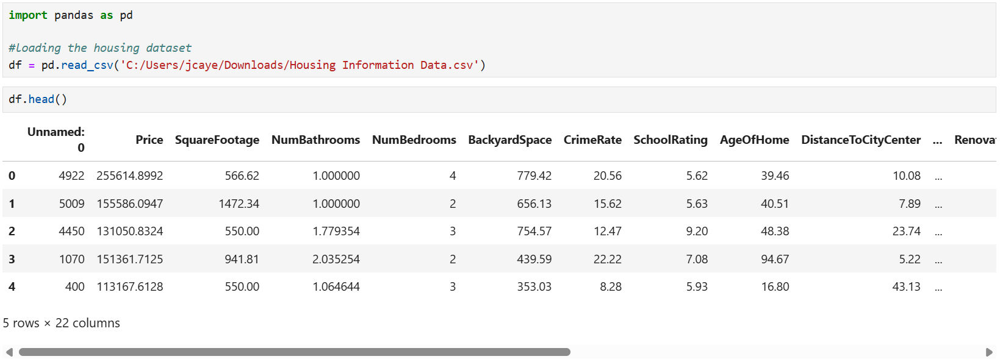 import pandas as pd
#loading the housing dataset
df = pd.read_csv('C:/Users/jcaye/Downloads/Housing Information Data.csv')
df.head()
Unnamed: 0 Price SquareFootage NumBathrooms NumBedrooms BackyardSpace CrimeRate SchoolRating AgeOfHome DistanceToCityCenter ... Renovat
0 4922 255614.8992 566.62 1.000000 4 779.42 20.56 5.62 39.46 10.08 ...
1 5009 155586.0947 1472.34 1.000000 2 656.13 15.62 5.63 40.51 7.89 ...
2 4450 131050.8324 550.00 1.779354 3 754.57 12.47 9.20 48.38 23.74 ...
3 1070 151361.7125 941.81 2.035254 2 439.59 22.22 7.08 94.67 5.22 ...
4 400 113167.6128 550.00 1.064644 3 353.03 8.28 5.93 16.80 43.13 ...
5 rows × 22 columns